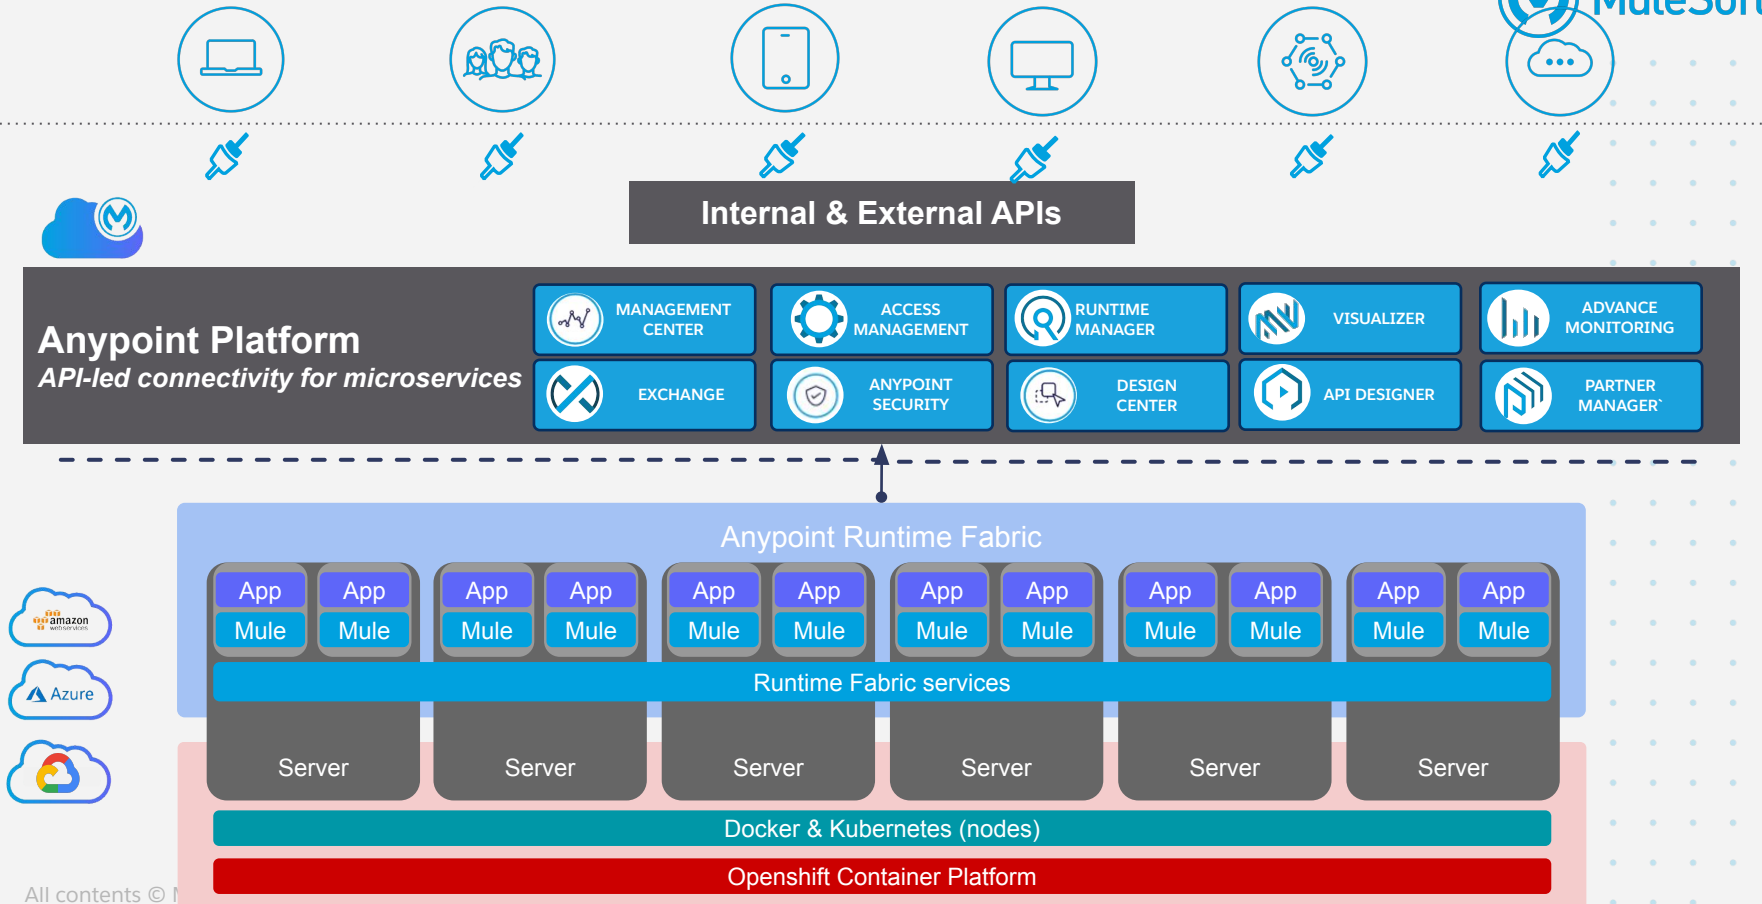 MuleSoft
Internal & External APIs
Anypoint Platform
API-led connectivity for microservices
MANAGEMENT
CENTER
ACCESS
MANAGEMENT
RUNTIME
MANAGER
VISUALIZER
ADVANCE
MONITORING
EXCHANGE
ANYPOINT
SECURITY
DESIGN
CENTER
API DESIGNER
PARTNER
MANAGER`
Anypoint Runtime Fabric
App App App App App App App App App App App App
Mule Mule Mule Mule Mule Mule Mule Mule Mule Mule Mule Mule
Runtime Fabric services
Server Server Server Server Server Server
amazon
webservices
Azure
Docker & Kubernetes (nodes)
Openshift Container Platform
All contents ©